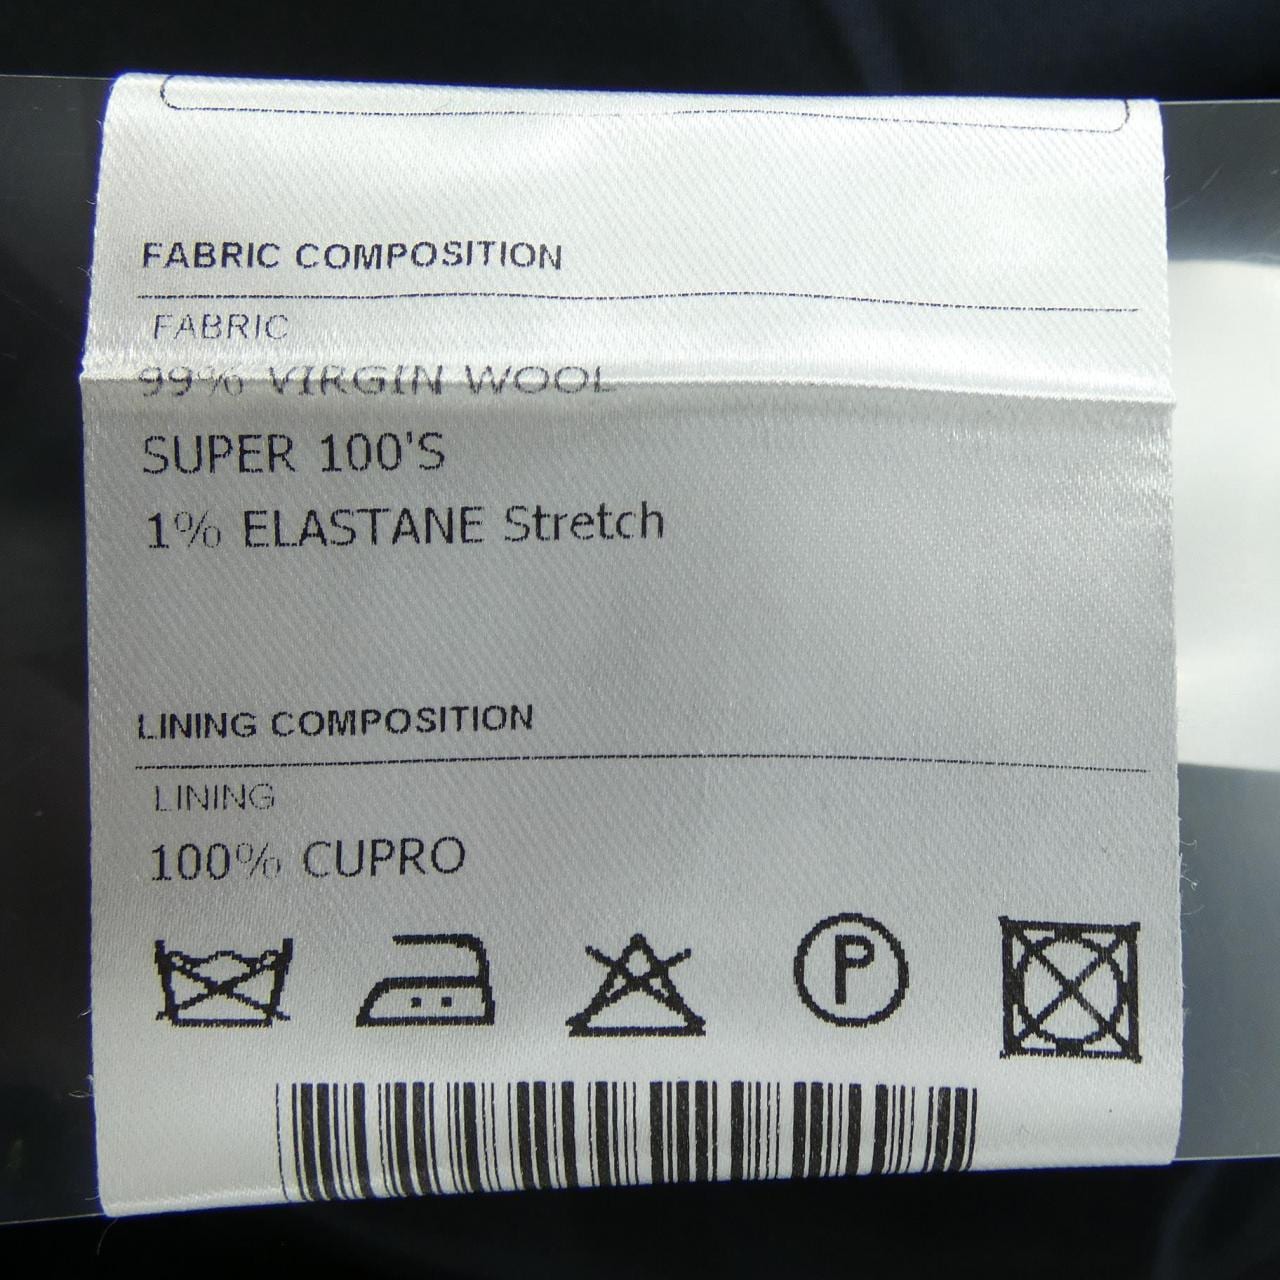 FABRIC COMPOSITION
FABRIC
99% VIRGIN WOOL
SUPER 100'S
1% ELASTANE Stretch
LINING COMPOSITION
LINING
100% CUPRO
P